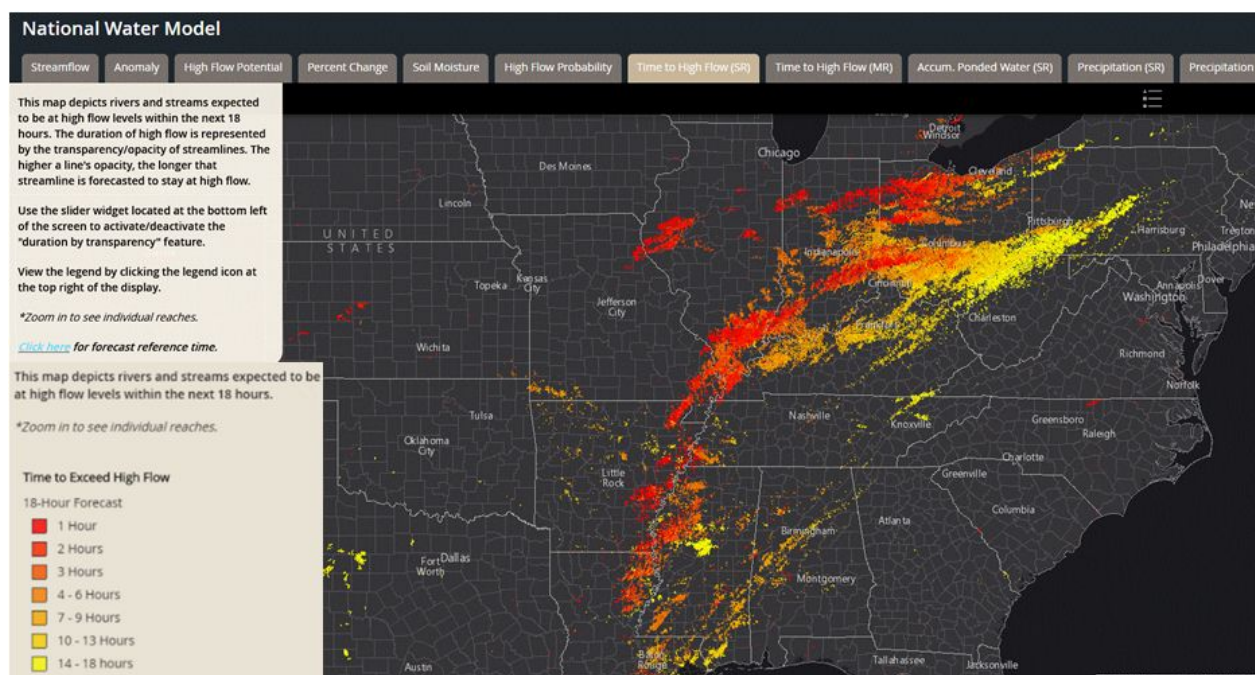 National Water Model
Streamflow
Anomaly
High Flow Potential
Percent Change
Soil Moisture
High Flow Probability
Time to High Flow (SR)
Time to High Flow (MR)
Accum. Ponded Water (SR)
Precipitation (SR)
Precipitation
This map depicts rivers and streams expected
to be at high flow levels within the next 18
hours. The duration of high flow is represented
by the transparency/opacity of streamlines. The
higher a line's opacity, the longer that
streamline is forecasted to stay at high flow.
Use the slider widget located at the bottom left
of the screen to activate/deactivate the
"duration by transparency" feature.
View the legend by clicking the legend icon at
the top right of the display.
*Zoom in to see individual reaches.
Click here for forecast reference time.
This map depicts rivers and streams expected to be
at high flow levels within the next 18 hours.
*Zoom in to see individual reaches.
Time to Exceed High Flow
18-Hour Forecast
1 Hour
2 Hours
3 Hours
4 - 6 Hours
7 - 9 Hours
10 - 13 Hours
14 - 18 hours
Detroit
Windsor
Chicago
Des Moines
Cleveland
Lincoln
UNITED
STATES
Pittsburgh
Harrisburg
Trenton
Philadelphia
Indianapolis
Columbus
Topeka
Kansas
City
Cincinnati
Dover
Annapolis
Washington
Jefferson
City
Charleston
Wichita
Richmond
Norfolk
Tulsa
Nashville
Knoxville
Greensboro
Raleigh
Oklahoma
City
Charlotte
Little
Rock
Greenville
Columbia
Birmingham
Atlanta
Fort
Worth
Dallas
Montgomery
Austin
Baton
Rouge
Tallahassee
Jacksonville